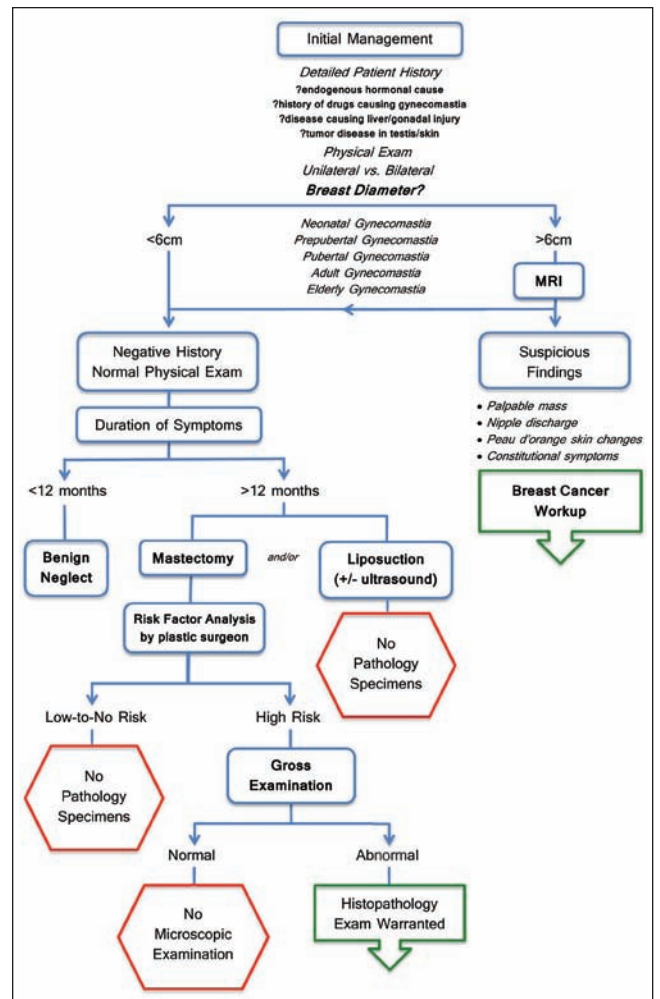 Initial Management
Detailed Patient History
?endogenous hormonal cause
?history of drugs causing gynecomastia
?disease causing liver/gonadal injury
?tumor disease in testis/skin
Physical Exam
Unilateral vs. Bilateral
Breast Diameter?
<6cm
>6cm
Neonatal Gynecomastia
Prepubertal Gynecomastia
Pubertal Gynecomastia
Adult Gynecomastia
Elderly Gynecomastia
MRI
Negative History
Normal Physical Exam
Suspicious
Findings
• Palpable mass
• Nipple discharge
• Peau d'orange skin changes
• Constitutional symptoms
Breast Cancer
Workup
Duration of Symptoms
<12 months
>12 months
Benign
Neglect
Mastectomy
and/or
Liposuction
(+/- ultrasound)
Risk Factor Analysis
by plastic surgeon
No
Pathology
Specimens
Low-to-No Risk
High Risk
No
Pathology
Specimens
Gross
Examination
Normal
Abnormal
No
Microscopic
Examination
Histopathology
Exam Warranted